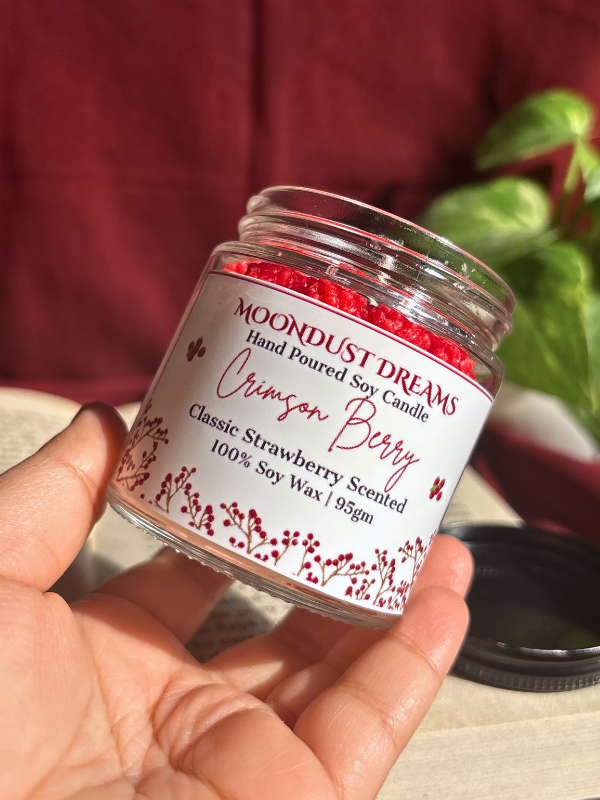 MOONDUST DREAMS
Hand Poured Soy Candle
Crimson Berry
Classic Strawberry Scented
100% Soy Wax | 95gm